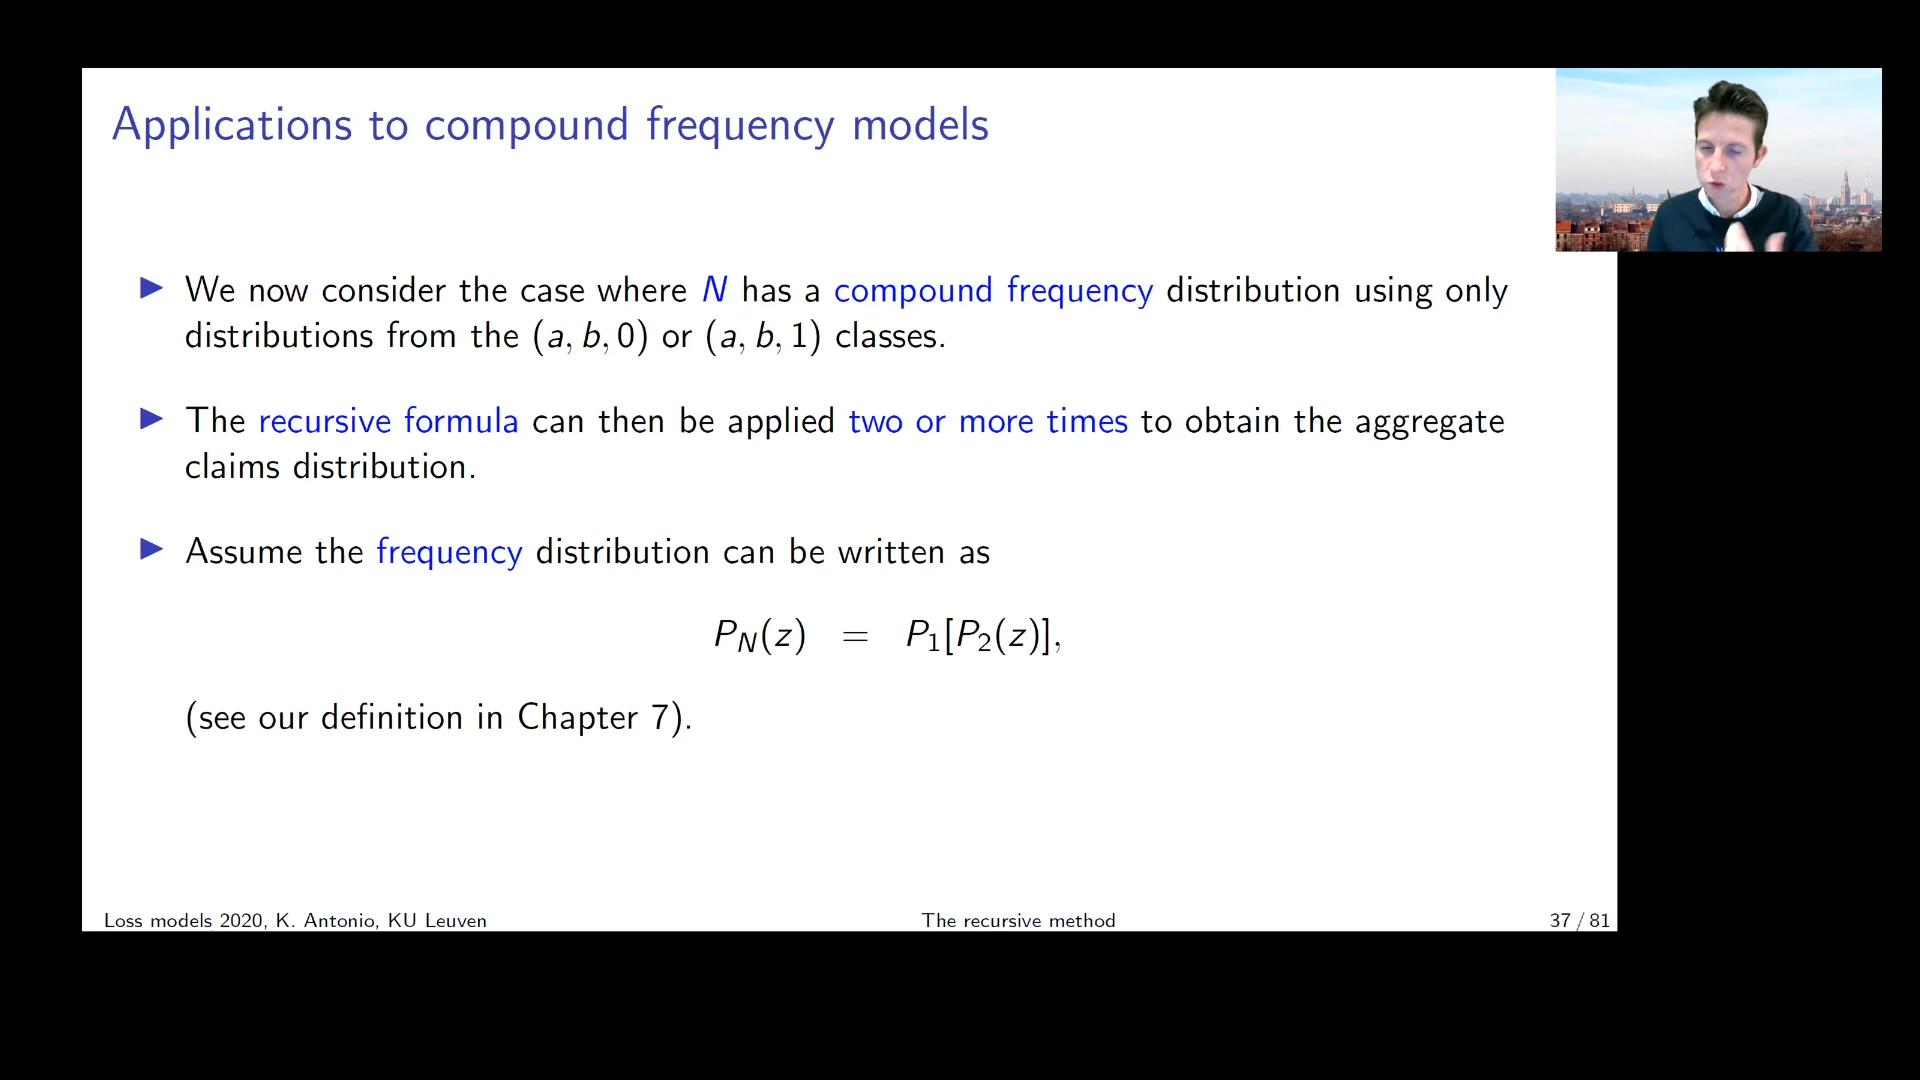 Applications to compound frequency models
▶ We now consider the case where N has a compound frequency distribution using only
distributions from the (a, b, 0) or (a, b, 1) classes.
▶ The recursive formula can then be applied two or more times to obtain the aggregate
claims distribution.
▶ Assume the frequency distribution can be written as
P_N(z) = P_1[P_2(z)],
(see our definition in Chapter 7).
Loss models 2020, K. Antonio, KU Leuven The recursive method 37 / 81